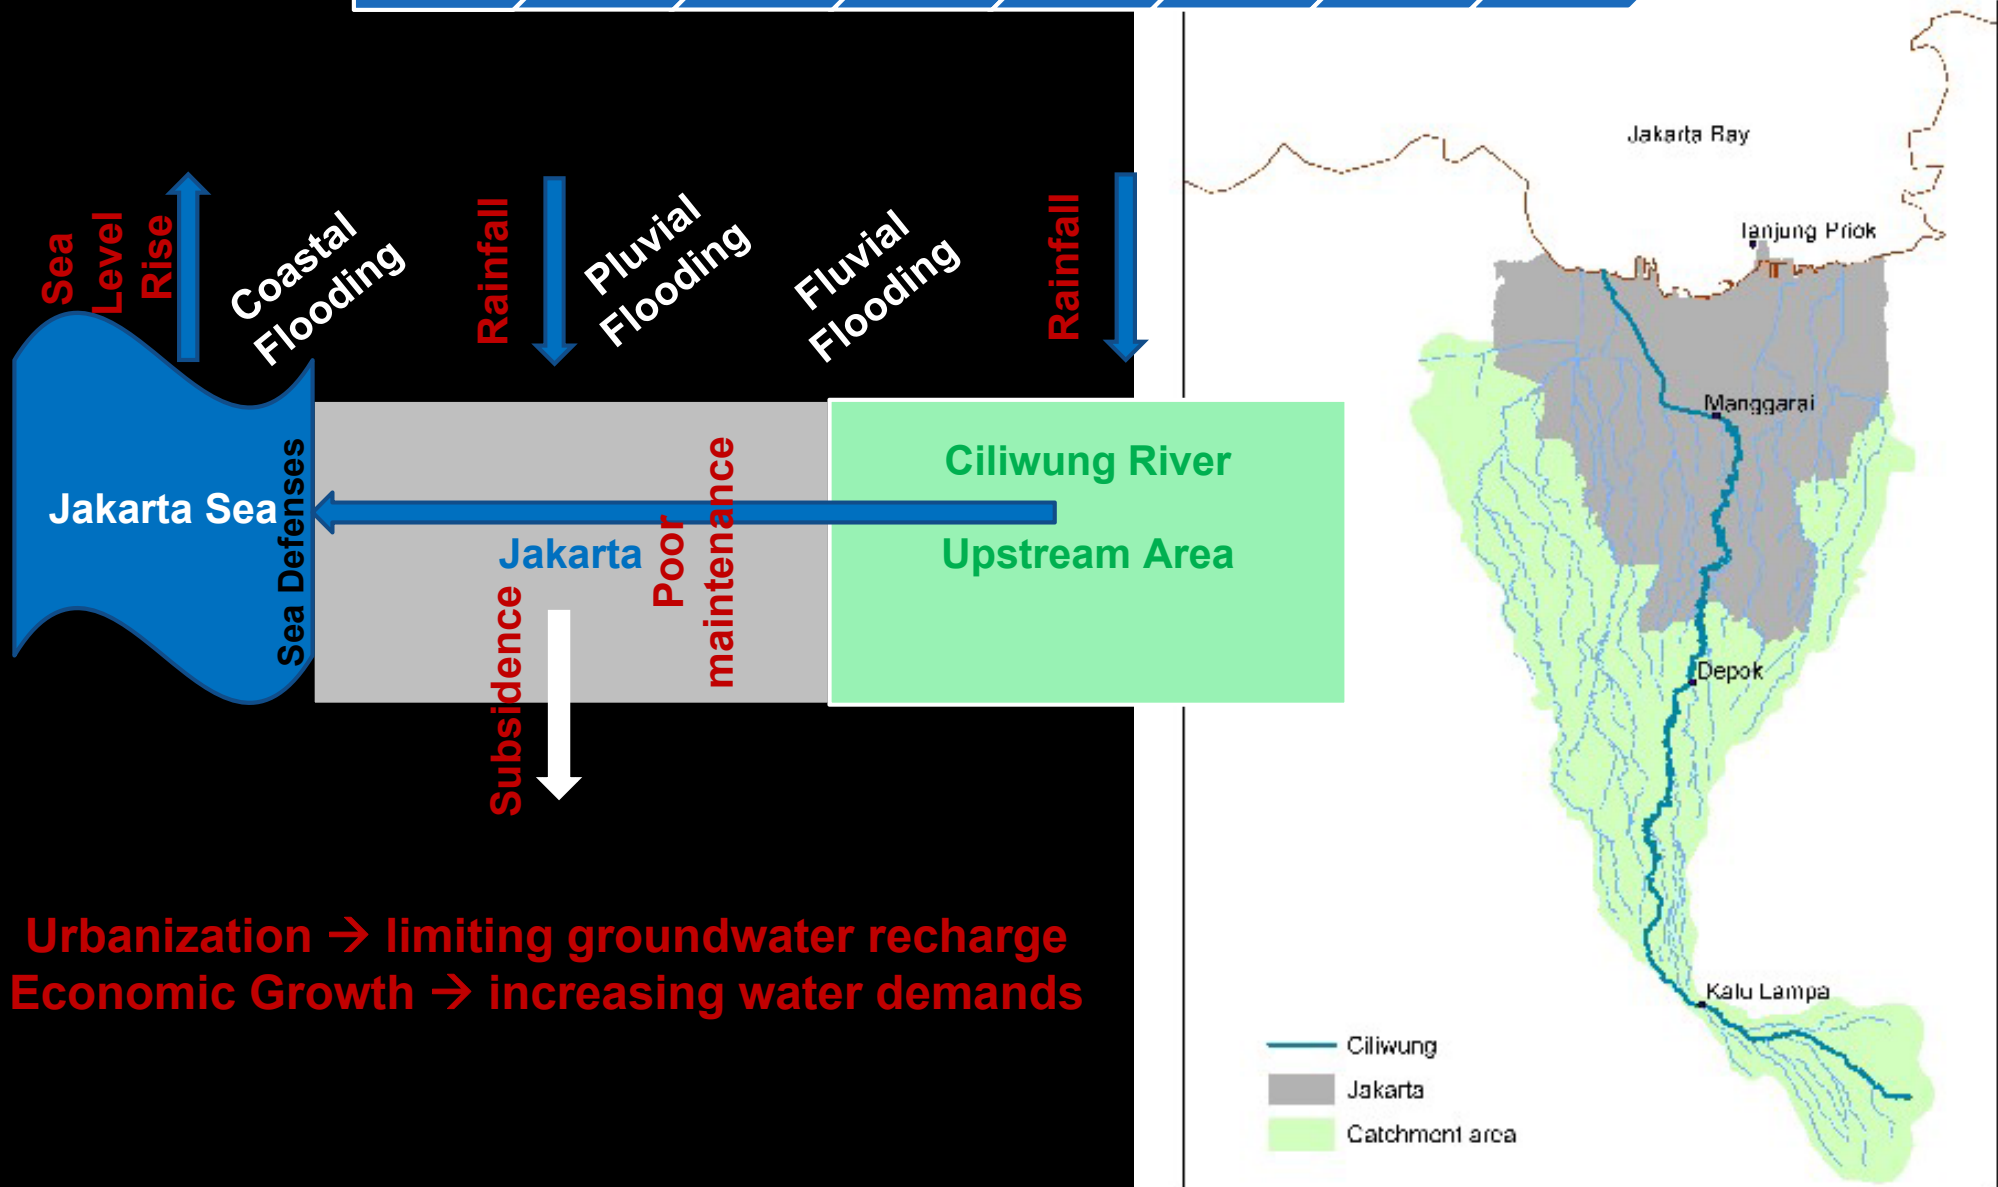 Sea
Level
Rise
Coastal
Flooding
Rainfall
Pluvial
Flooding
Fluvial
Flooding
Rainfall
Jakarta Sea
Sea Defenses
Jakarta
Subsidence
Poor
maintenance
Ciliwung River
Upstream Area
Urbanization → limiting groundwater recharge
Economic Growth → increasing water demands
Jakarta Bay
Tanjung Priok
Manggarai
Depok
Katu Lampa
Ciliwung
Jakarta
Catchment area